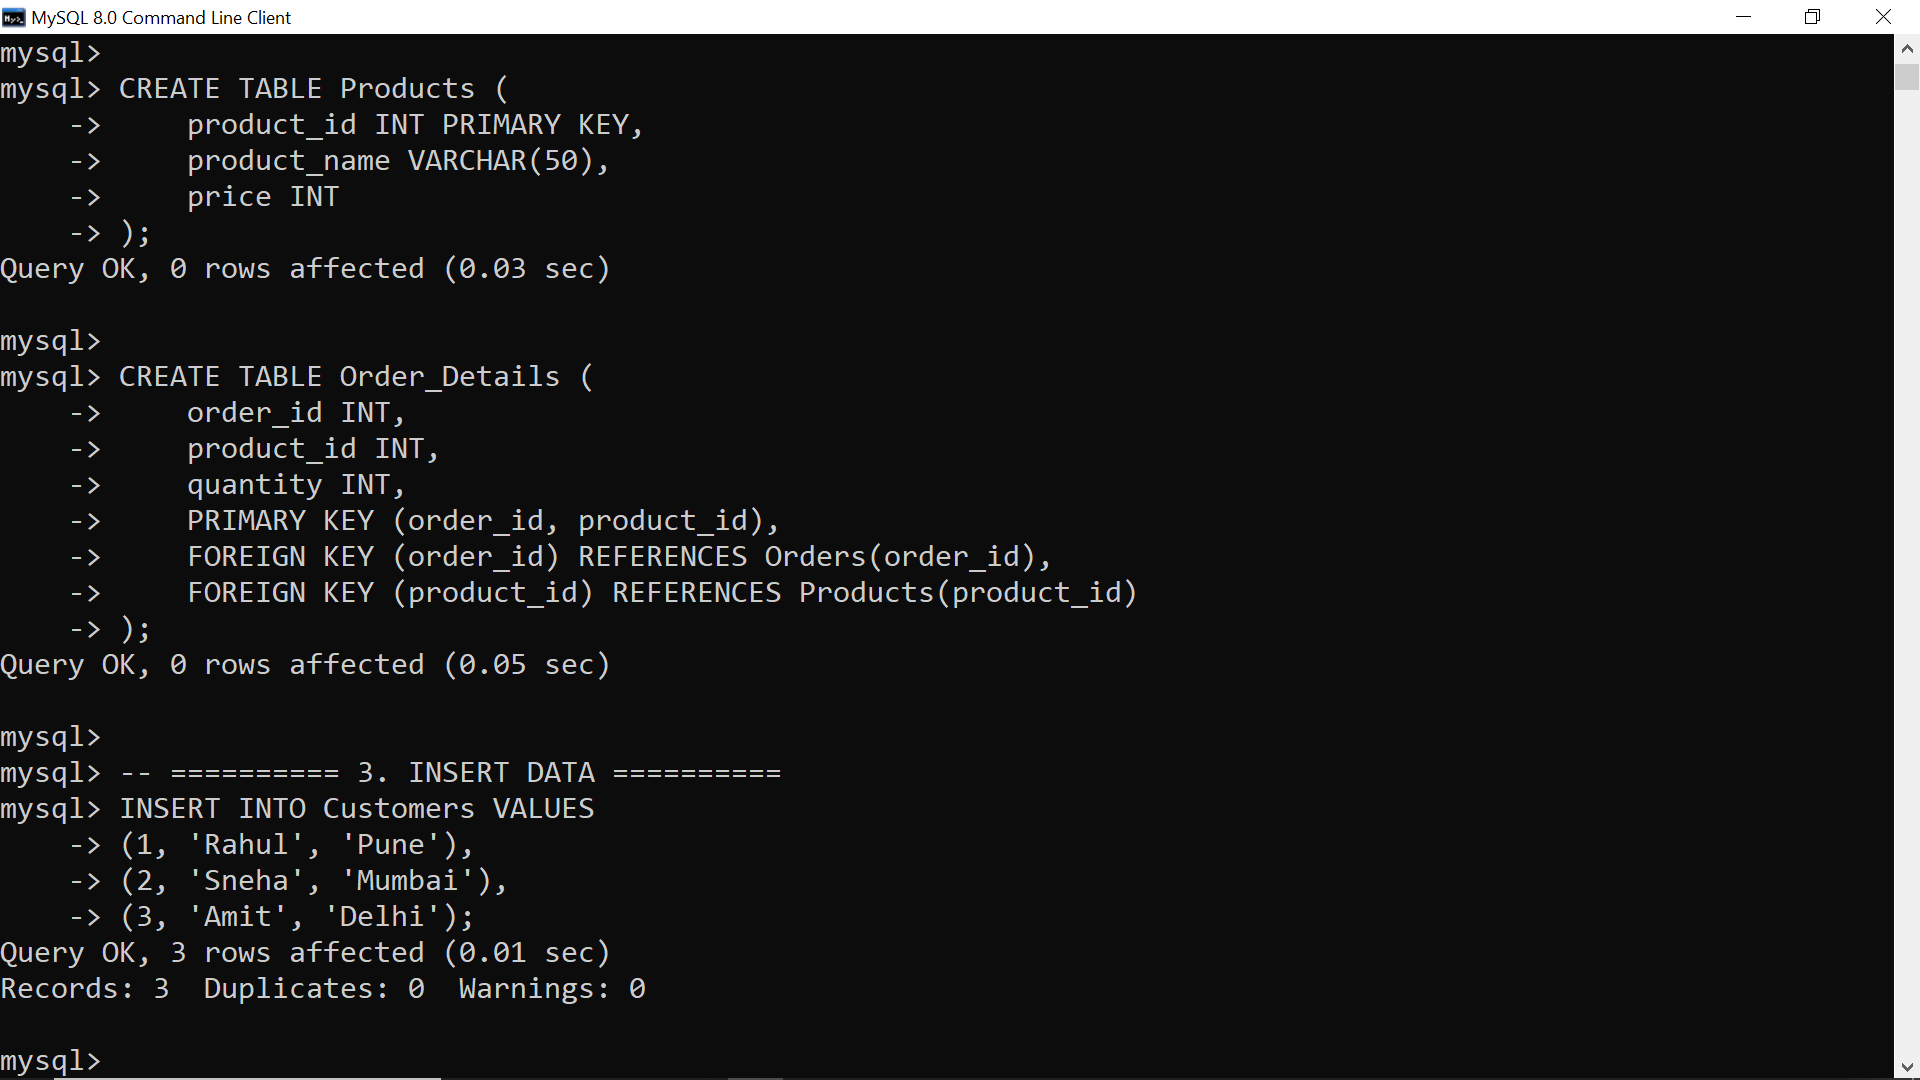 MySQL 8.0 Command Line Client
mysql>
mysql> CREATE TABLE Products (
    ->     product_id INT PRIMARY KEY,
    ->     product_name VARCHAR(50),
    ->     price INT
    -> );
Query OK, 0 rows affected (0.03 sec)

mysql>
mysql> CREATE TABLE Order_Details (
    ->     order_id INT,
    ->     product_id INT,
    ->     quantity INT,
    ->     PRIMARY KEY (order_id, product_id),
    ->     FOREIGN KEY (order_id) REFERENCES Orders(order_id),
    ->     FOREIGN KEY (product_id) REFERENCES Products(product_id)
    -> );
Query OK, 0 rows affected (0.05 sec)

mysql>
mysql> -- ========== 3. INSERT DATA ==========
mysql> INSERT INTO Customers VALUES
    -> (1, 'Rahul', 'Pune'),
    -> (2, 'Sneha', 'Mumbai'),
    -> (3, 'Amit', 'Delhi');
Query OK, 3 rows affected (0.01 sec)
Records: 3  Duplicates: 0  Warnings: 0

mysql>